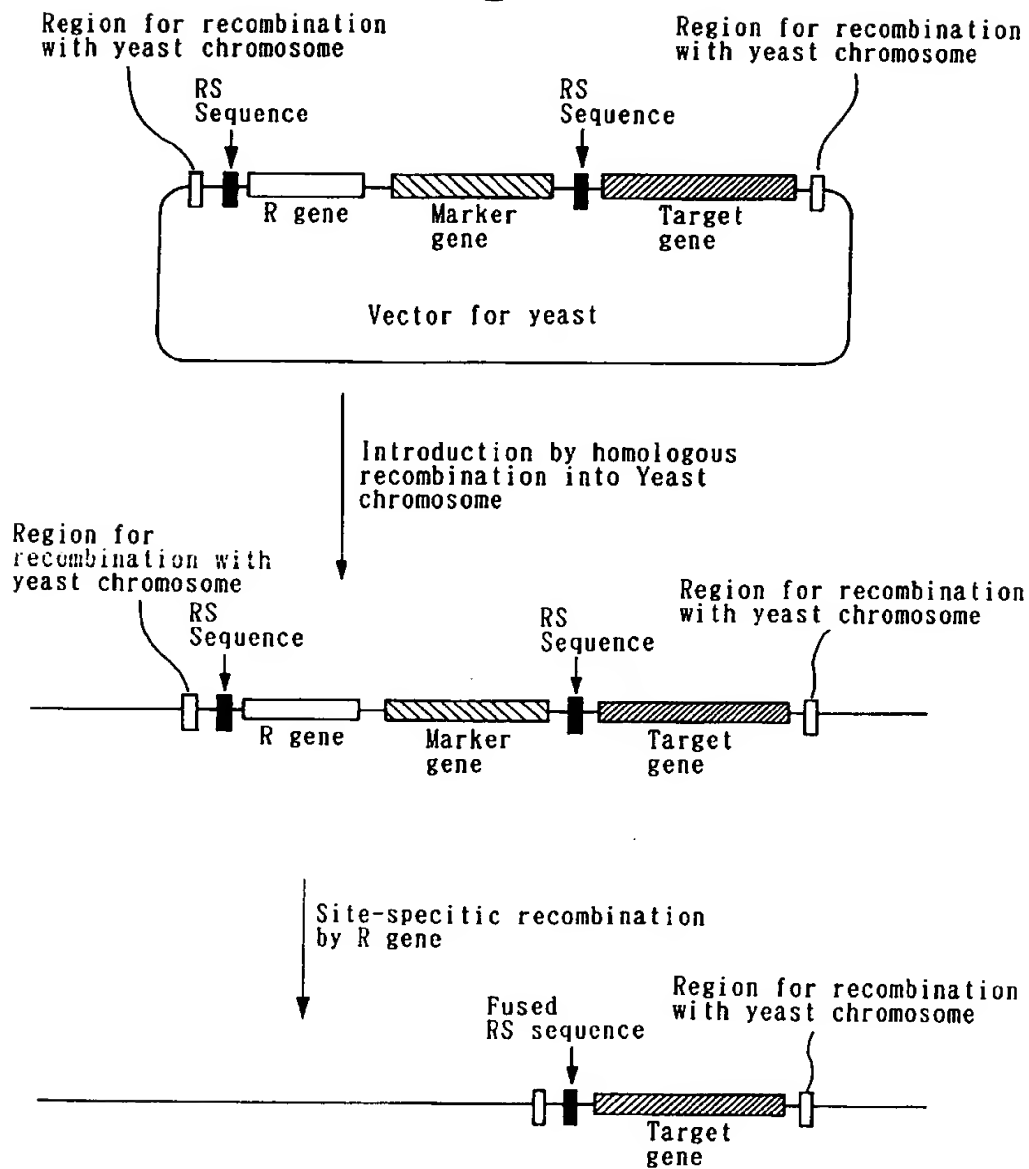 Region for recombination
with yeast chromosome
Region for recombination
with yeast chromosome
RS
Sequence
RS
Sequence
R gene
Marker
gene
Target
gene
Vector for yeast
Introduction by homologous
recombination into Yeast
chromosome
Region for
recombination with
yeast chromosome
Region for recombination
with yeast chromosome
RS
Sequence
RS
Sequence
R gene
Marker
gene
Target
gene
Site-specitic recombination
by R gene
Region for recombination
with yeast chromosome
Fused
RS sequence
Target
gene